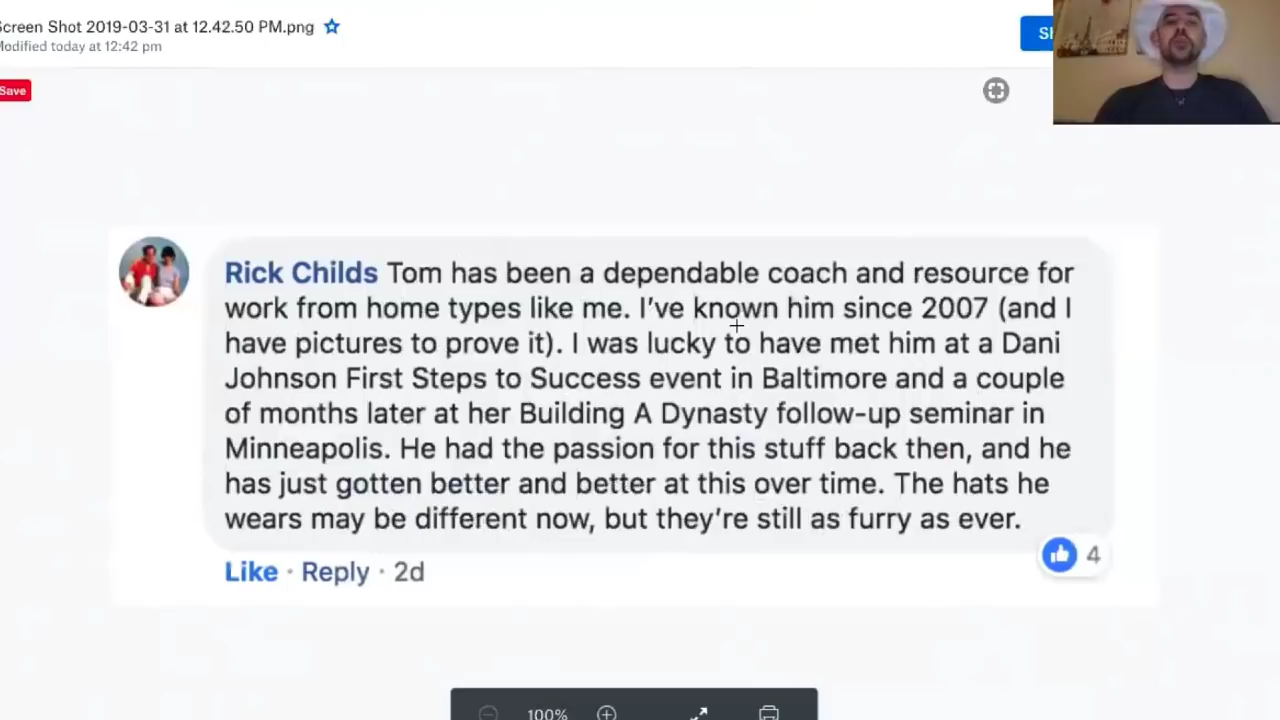 Screen Shot 2019-03-31 at 12.42.50 PM.png
Modified today at 12:42 pm
Save
Rick Childs Tom has been a dependable coach and resource for
work from home types like me. I've known him since 2007 (and I
have pictures to prove it). I was lucky to have met him at a Dani
Johnson First Steps to Success event in Baltimore and a couple
of months later at her Building A Dynasty follow-up seminar in
Minneapolis. He had the passion for this stuff back then, and he
has just gotten better and better at this over time. The hats he
wears may be different now, but they're still as furry as ever.
4
Like · Reply · 2d
100%